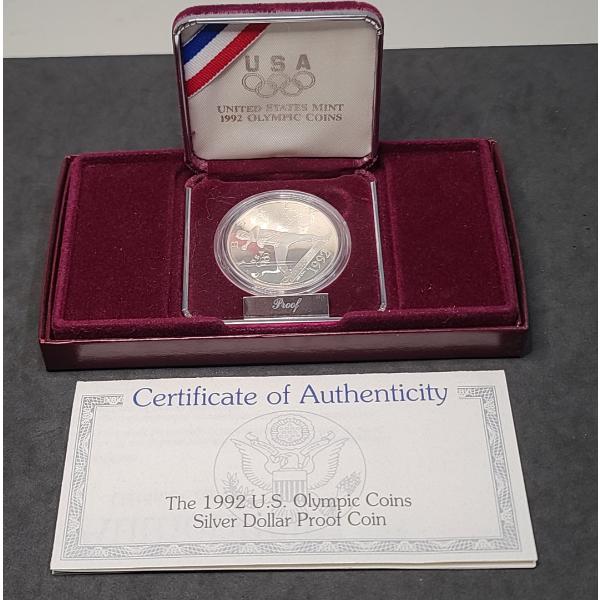 USA
UNITED STATES MINT
1992 OLYMPIC COINS
1992
Proof
Certificate of Authenticity
The 1992 U.S. Olympic Coins
Silver Dollar Proof Coin